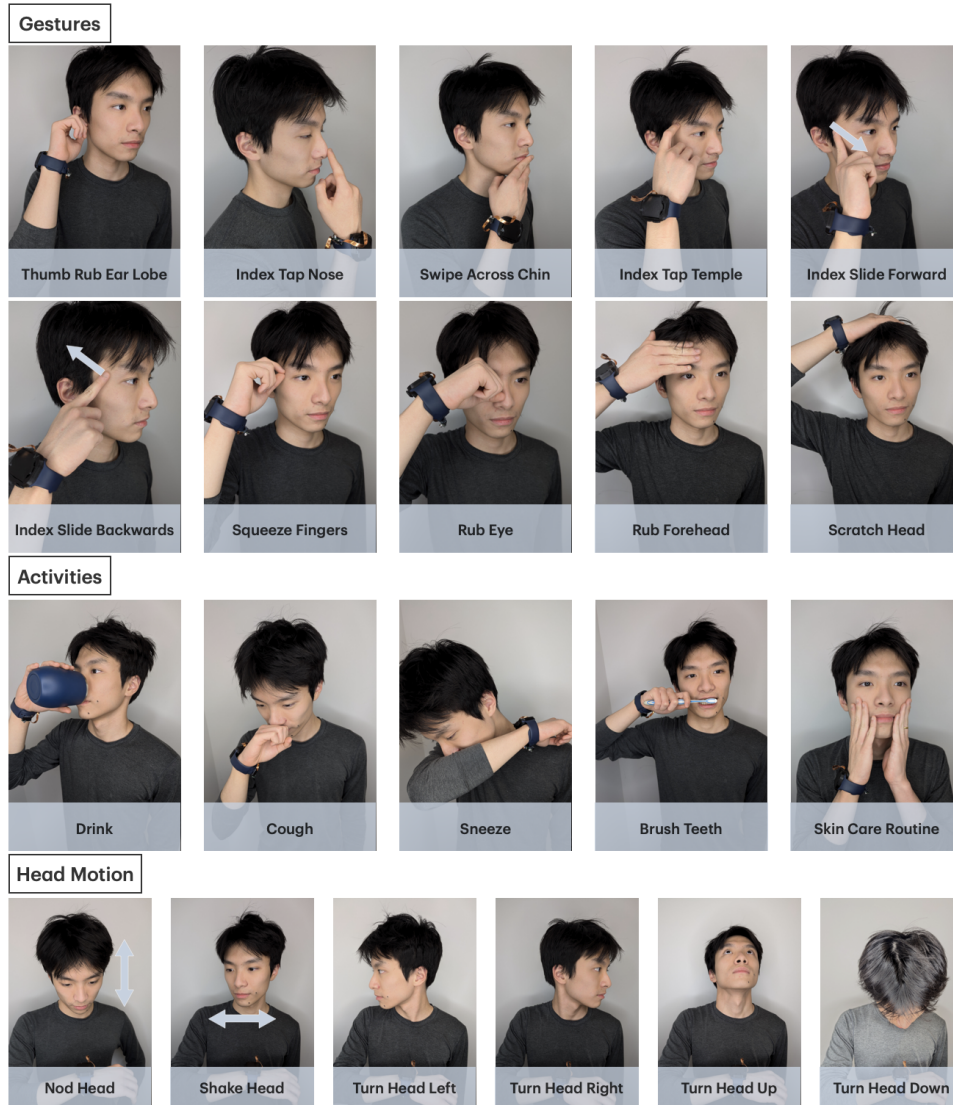 Gestures
Thumb Rub Ear Lobe
Index Tap Nose
Swipe Across Chin
Index Tap Temple
Index Slide Forward
Index Slide Backwards
Squeeze Fingers
Rub Eye
Rub Forehead
Scratch Head
Activities
Drink
Cough
Sneeze
Brush Teeth
Skin Care Routine
Head Motion
Nod Head
Shake Head
Turn Head Left
Turn Head Right
Turn Head Up
Turn Head Down